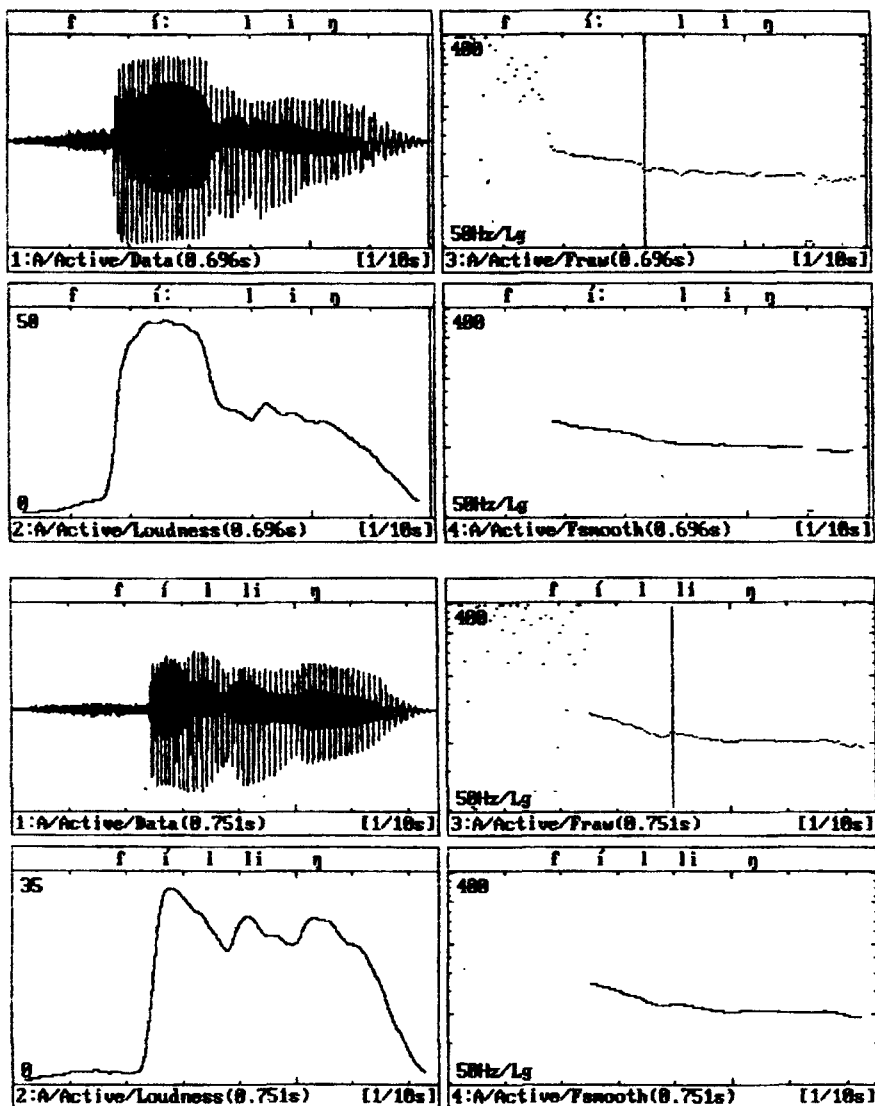 f í: l i ŋ
1:A/Active/Data(0.696s) [1/10s]
f í: l i ŋ
400
50Hz/Lg
3:A/Active/Fraw(0.696s) [1/10s]
f í: l i ŋ
50
0
2:A/Active/Loudness(0.696s) [1/10s]
f í: l i ŋ
400
50Hz/Lg
4:A/Active/Fsmooth(0.696s) [1/10s]
f í l li ŋ
1:A/Active/Data(0.751s) [1/10s]
f í l li ŋ
400
50Hz/Lg
3:A/Active/Fraw(0.751s) [1/10s]
f í l li ŋ
35
0
2:A/Active/Loudness(0.751s) [1/10s]
f í l li ŋ
400
50Hz/Lg
4:A/Active/Fsmooth(0.751s) [1/10s]